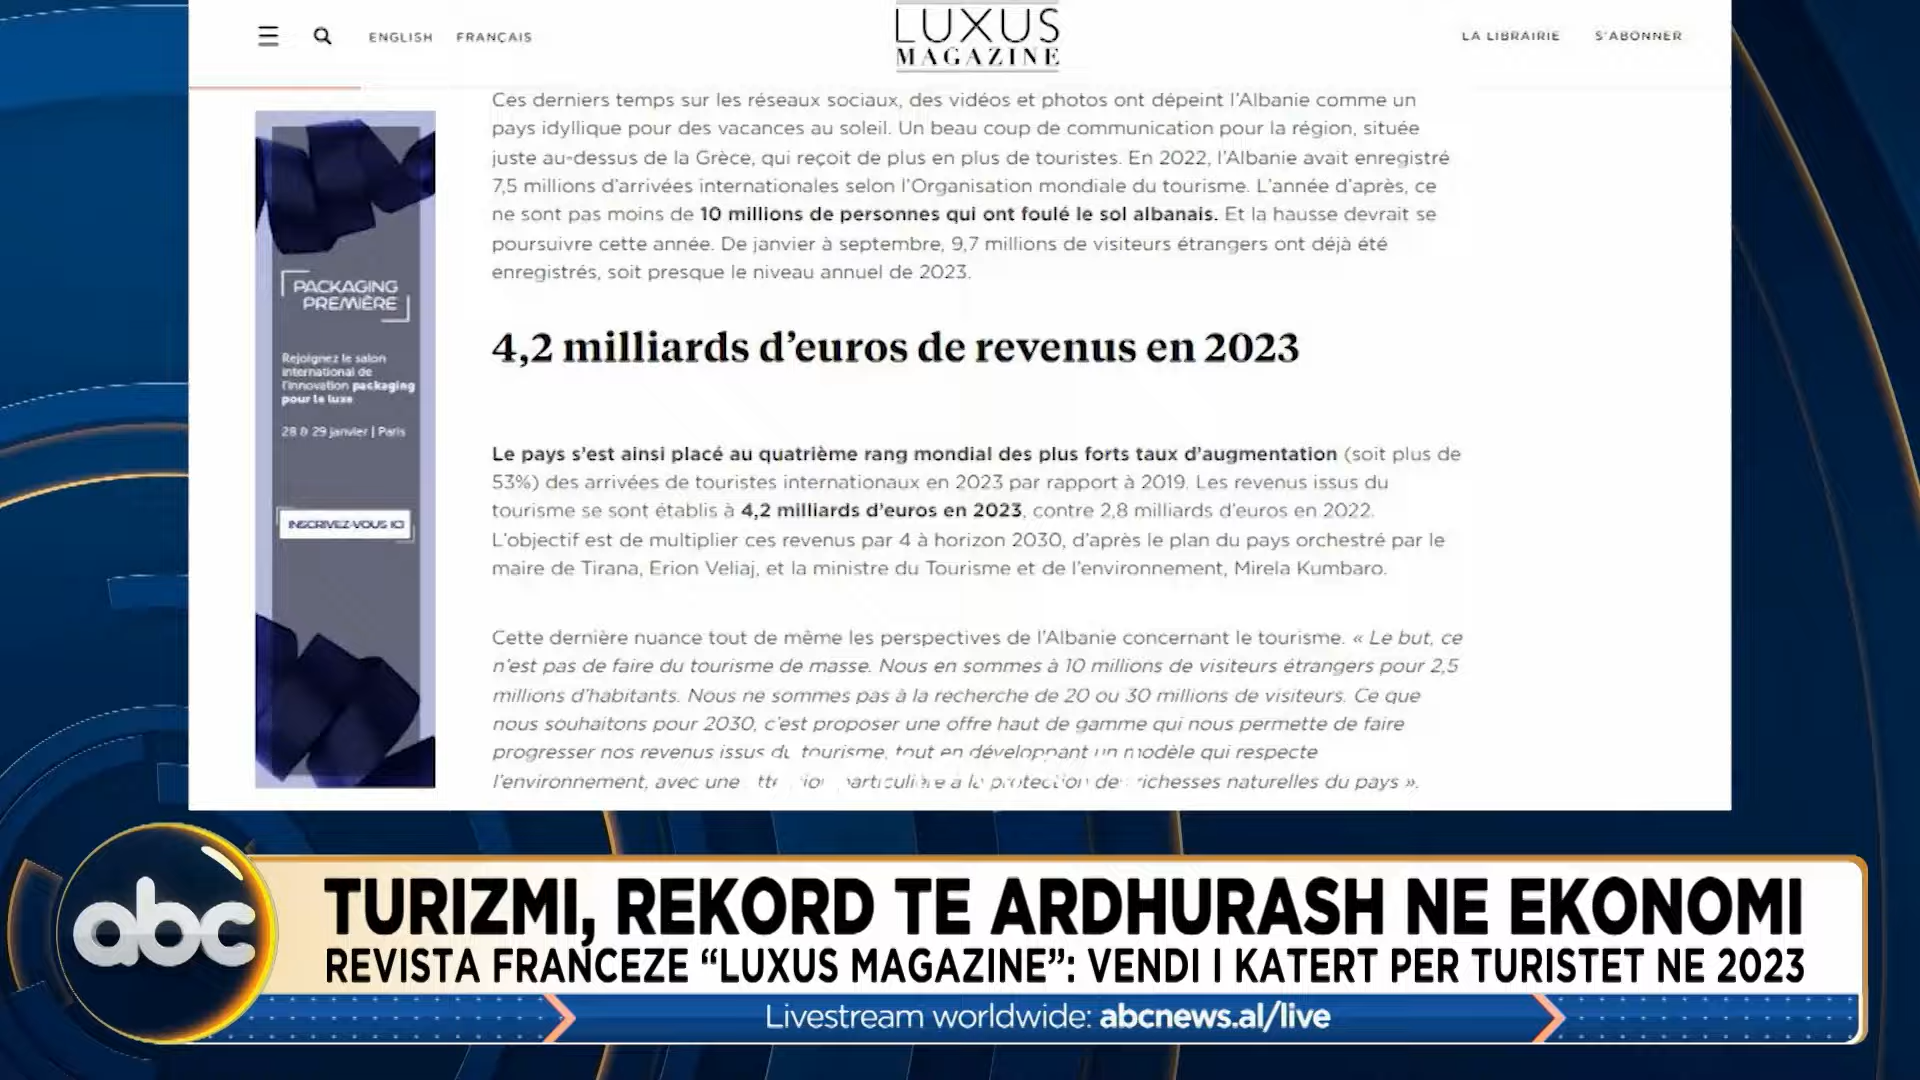 ENGLISH FRANÇAIS
LUXUS
MAGAZINE
LA LIBRAIRIE S'ABONNER
Ces derniers temps sur les réseaux sociaux, des vidéos et photos ont dépeint l'Albanie comme un
pays idyllique pour des vacances au soleil. Un beau coup de communication pour la région, située
juste au-dessus de la Grèce, qui reçoit de plus en plus de touristes. En 2022, l'Albanie avait enregistré
7,5 millions d'arrivées internationales selon l'Organisation mondiale du tourisme. L'année d'après, ce
ne sont pas moins de 10 millions de personnes qui ont foulé le sol albanais. Et la hausse devrait se
poursuivre cette année. De janvier à septembre, 9,7 millions de visiteurs étrangers ont déjà été
enregistrés, soit presque le niveau annuel de 2023.
4,2 milliards d'euros de revenus en 2023
Le pays s'est ainsi placé au quatrième rang mondial des plus forts taux d'augmentation (soit plus de
53%) des arrivées de touristes internationaux en 2023 par rapport à 2019. Les revenus issus du
tourisme se sont établis à 4,2 milliards d'euros en 2023, contre 2,8 milliards d'euros en 2022.
L'objectif est de multiplier ces revenus par 4 à horizon 2030, d'après le plan du pays orchestré par le
maire de Tirana, Erion Veliaj, et la ministre du Tourisme et de l'environnement, Mirela Kumbaro.
Cette dernière nuance tout de même les perspectives de l'Albanie concernant le tourisme. « Le but, ce
n'est pas de faire du tourisme de masse. Nous en sommes à 10 millions de visiteurs étrangers pour 2,5
millions d'habitants. Nous ne sommes pas à la recherche de 20 ou 30 millions de visiteurs. Ce que
nous souhaitons pour 2030, c'est proposer une offre haut de gamme qui nous permette de faire
progresser nos revenus issus du tourisme, tout en développant un modèle qui respecte
l'environnement, avec une particulière à la protection des richesses naturelles du pays ».
PACKAGING
PREMIÈRE
Rejoignez le salon
international de
l'innovation packaging
pour le luxe
28 & 29 janvier | Paris
INSCRIVEZ-VOUS ICI
abc
TURIZMI, REKORD TE ARDHURASH NE EKONOMI
REVISTA FRANCEZE “LUXUS MAGAZINE”: VENDI I KATERT PER TURISTET NE 2023
Livestream worldwide: abcnews.al/live